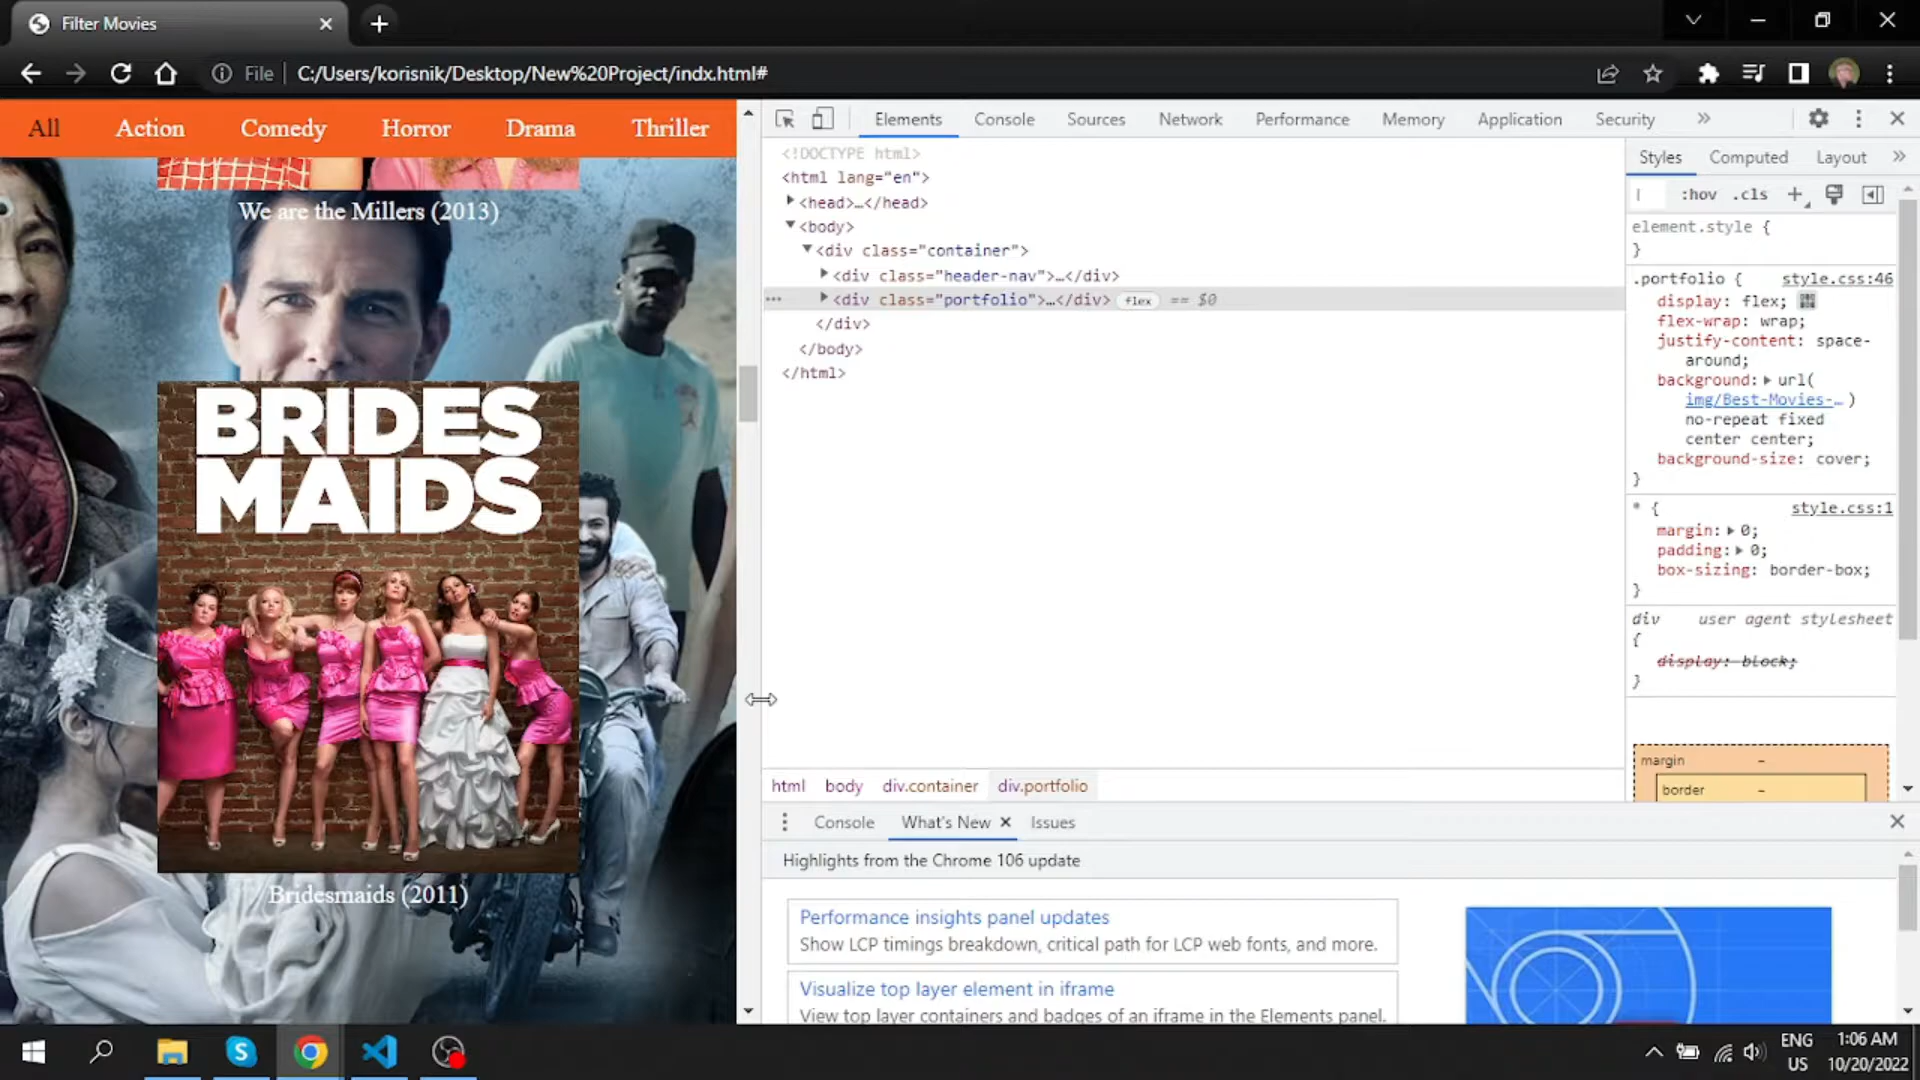 Filter Movies
File
C:/Users/korisnik/Desktop/New%20Project/indx.html#
All Action Comedy Horror Drama Thriller
We are the Millers (2013)
BRIDES
MAIDS
Bridesmaids (2011)
Elements Console Sources Network Performance Memory Application Security »
<!DOCTYPE html>
<html lang="en">
<head>…</head>
<body>
<div class="container">
<div class="header-nav">…</div>
<div class="portfolio">…</div> flex == $0
</div>
</body>
</html>
html body div.container div.portfolio
Styles Computed Layout »
:hov .cls +
element.style {
}
.portfolio { style.css:46
display: flex;
flex-wrap: wrap;
justify-content: space-
around;
background: url(
img/Best-Movies-… )
no-repeat fixed
center center;
background-size: cover;
}
* { style.css:1
margin: 0;
padding: 0;
box-sizing: border-box;
}
div user agent stylesheet
{
display: block;
}
margin –
border –
Console What's New Issues
Highlights from the Chrome 106 update
Performance insights panel updates
Show LCP timings breakdown, critical path for LCP web fonts, and more.
Visualize top layer element in iframe
View top layer containers and badges of an iframe in the Elements panel.
ENG
US
1:06 AM
10/20/2022